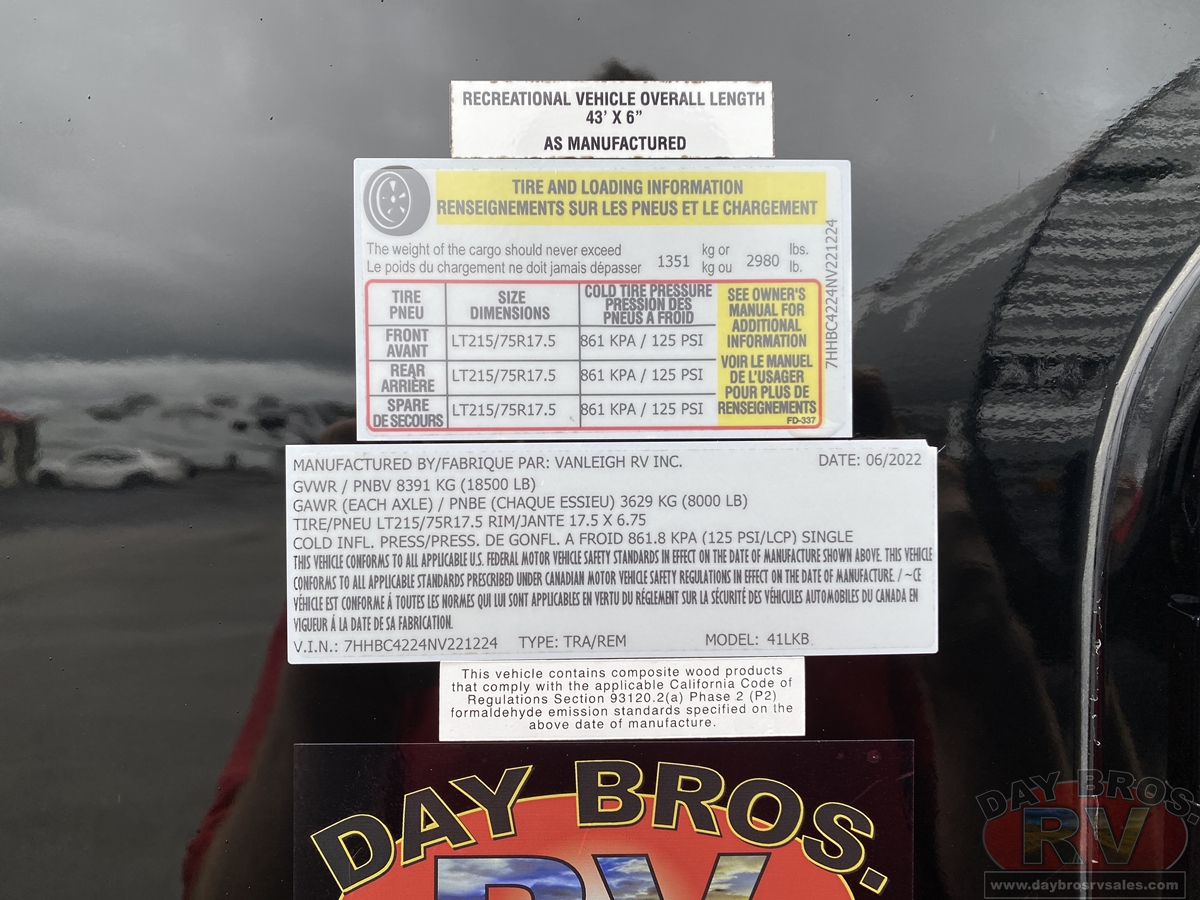 RECREATIONAL VEHICLE OVERALL LENGTH
43' X 6"
AS MANUFACTURED
TIRE AND LOADING INFORMATION
RENSEIGNEMENTS SUR LES PNEUS ET LE CHARGEMENT
The weight of the cargo should never exceed 1351 kg or 2980 lbs.
Le poids du chargement ne doit jamais dépasser kg ou lb.
7HHBC4224NV221224
TIRE SIZE COLD TIRE PRESSURE
PNEU DIMENSIONS PRESSION DES
PNEUS A FROID
FRONT LT215/75R17.5 861 KPA / 125 PSI
AVANT
REAR LT215/75R17.5 861 KPA / 125 PSI
ARRIÈRE
SPARE LT215/75R17.5 861 KPA / 125 PSI
DE SECOURS
SEE OWNER'S
MANUAL FOR
ADDITIONAL
INFORMATION
VOIR LE MANUEL
DE L'USAGER
POUR PLUS DE
RENSEIGNEMENTS
FD-337
MANUFACTURED BY/FABRIQUE PAR: VANLEIGH RV INC. DATE: 06/2022
GVWR / PNBV 8391 KG (18500 LB)
GAWR (EACH AXLE) / PNBE (CHAQUE ESSIEU) 3629 KG (8000 LB)
TIRE/PNEU LT215/75R17.5 RIM/JANTE 17.5 X 6.75
COLD INFL. PRESS/PRESS. DE GONFL. A FROID 861.8 KPA (125 PSI/LCP) SINGLE
THIS VEHICLE CONFORMS TO ALL APPLICABLE U.S. FEDERAL MOTOR VEHICLE SAFETY STANDARDS IN EFFECT ON THE DATE OF MANUFACTURE SHOWN ABOVE. THIS VEHICLE
CONFORMS TO ALL APPLICABLE STANDARDS PRESCRIBED UNDER CANADIAN MOTOR VEHICLE SAFETY REGULATIONS IN EFFECT ON THE DATE OF MANUFACTURE. / ~CE
VÉHICLE EST CONFORME Á TOUTES LES NORMES QUI LUI SONT APPLICABLES EN VERTU DU RÉGLEMENT SUR LA SÉCURITÉ DES VÉHICULES AUTOMOBILES DU CANADA EN
VIGUEUR Á LA DATE DE SA FABRICATION.
V.I.N.: 7HHBC4224NV221224 TYPE: TRA/REM MODEL: 41LKB
This vehicle contains composite wood products
that comply with the applicable California Code of
Regulations Section 93120.2(a) Phase 2 (P2)
formaldehyde emission standards specified on the
above date of manufacture.
DAY BROS.
RV
DAY BROS.
RV
www.daybrosrvsales.com